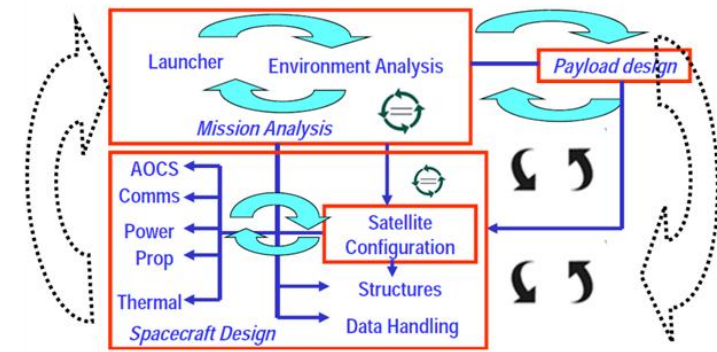 Launcher
Environment Analysis
Payload design
Mission Analysis
AOCS
Comms
Power
Prop
Thermal
Satellite
Configuration
Structures
Data Handling
Spacecraft Design